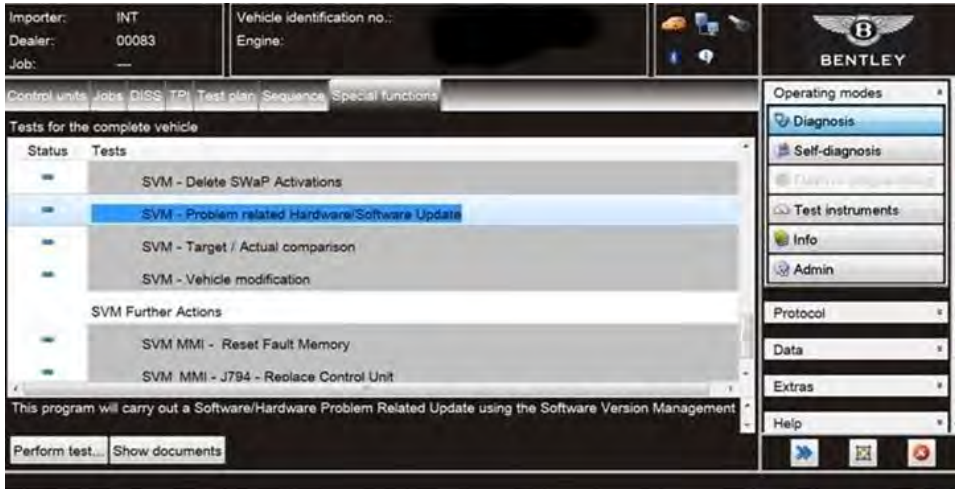 Importer: INT
Dealer: 00083
Job: ---
Vehicle identification no.:
Engine:
BENTLEY
Control units Jobs DISS TPI Test plan Sequence Special functions
Tests for the complete vehicle
Status Tests
SVM - Delete SWaP Activations
SVM - Problem related Hardware/Software Update
SVM - Target / Actual comparison
SVM - Vehicle modification
SVM Further Actions
SVM MMI - Reset Fault Memory
SVM MMI - J794 - Replace Control Unit
This program will carry out a Software/Hardware Problem Related Update using the Software Version Management
Perform test... Show documents
Operating modes
Diagnosis
Self-diagnosis
Test instruments
Info
Admin
Protocol
Data
Extras
Help